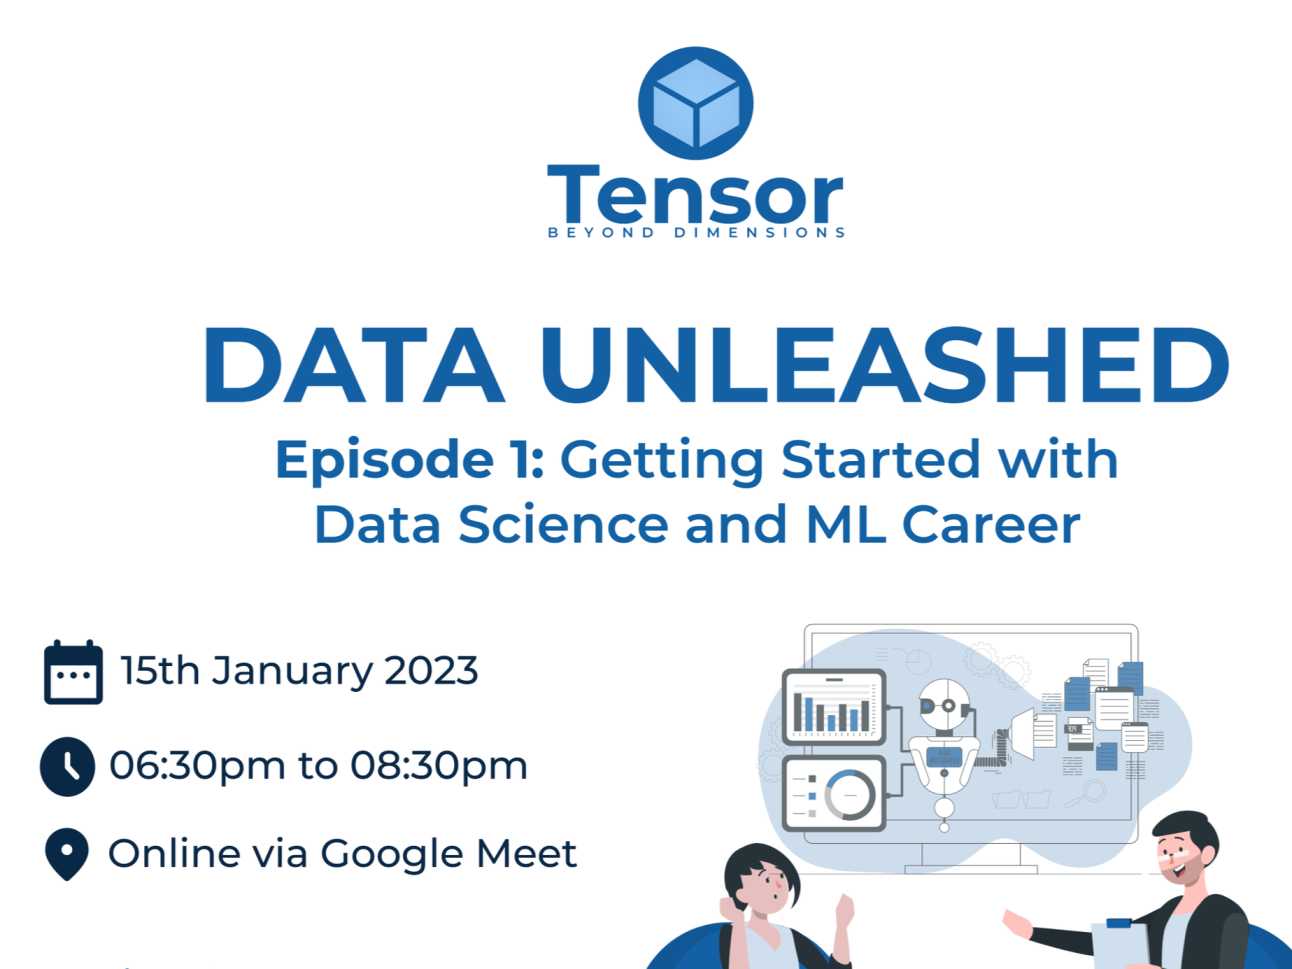 Tensor
BEYOND DIMENSIONS
DATA UNLEASHED
Episode 1: Getting Started with
Data Science and ML Career
15th January 2023
06:30pm to 08:30pm
Online via Google Meet